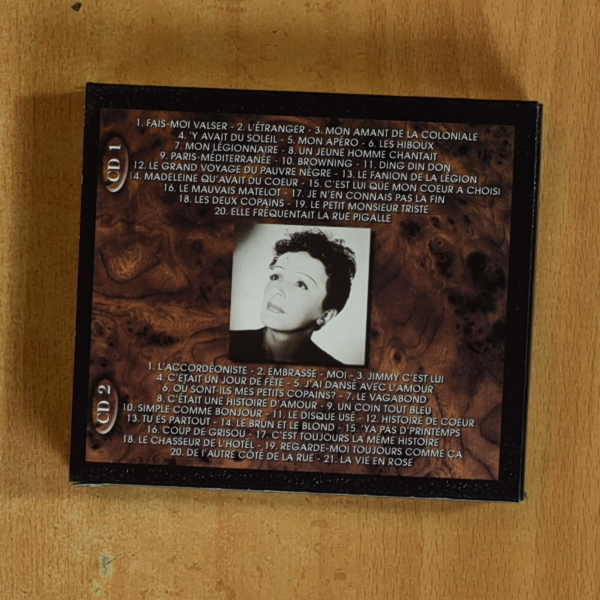 CD 1
1. FAIS-MOI VALSER - 2. L'ÉTRANGER - 3. MON AMANT DE LA COLONIALE
4. 'Y AVAIT DU SOLEIL - 5. MON APÉRO - 6. LES HIBOUX
7. MON LÉGIONNAIRE - 8. UN JEUNE HOMME CHANTAIT
9. PARIS-MÉDITERRANÉE - 10. BROWNING - 11. DING DIN DON
12. LE GRAND VOYAGE DU PAUVRE NÈGRE - 13. LE FANION DE LA LÉGION
14. MADELEINE QU'AVAIT DU COEUR - 15. C'EST LUI QUE MON COEUR A CHOISI
16. LE MAUVAIS MATELOT - 17. JE N'EN CONNAIS PAS LA FIN
18. LES DEUX COPAINS - 19. LE PETIT MONSIEUR TRISTE
20. ELLE FRÉQUENTAIT LA RUE PIGALLE
CD 2
1. L'ACCORDÉONISTE - 2. EMBRASSE - MOI - 3. JIMMY C'EST LUI
4. C'ÉTAIT UN JOUR DE FÊTE - 5. J'AI DANSÉ AVEC L'AMOUR
6. OÙ SONT-ILS MES PETITS COPAINS? - 7. LE VAGABOND
8. C'ÉTAIT UNE HISTOIRE D'AMOUR - 9. UN COIN TOUT BLEU
10. SIMPLE COMME BONJOUR - 11. LE DISQUE USÉ - 12. HISTOIRE DE COEUR
13. TU ES PARTOUT - 14. LE BRUN ET LE BLOND - 15. 'YA PAS D'PRINTEMPS
16. COUP DE GRISOU - 17. C'EST TOUJOURS LA MÊME HISTOIRE
18. LE CHASSEUR DE L'HÔTEL - 19. REGARDE-MOI TOUJOURS COMME ÇA
20. DE l'AUTRE CÔTÉ DE LA RUE - 21. LA VIE EN ROSE